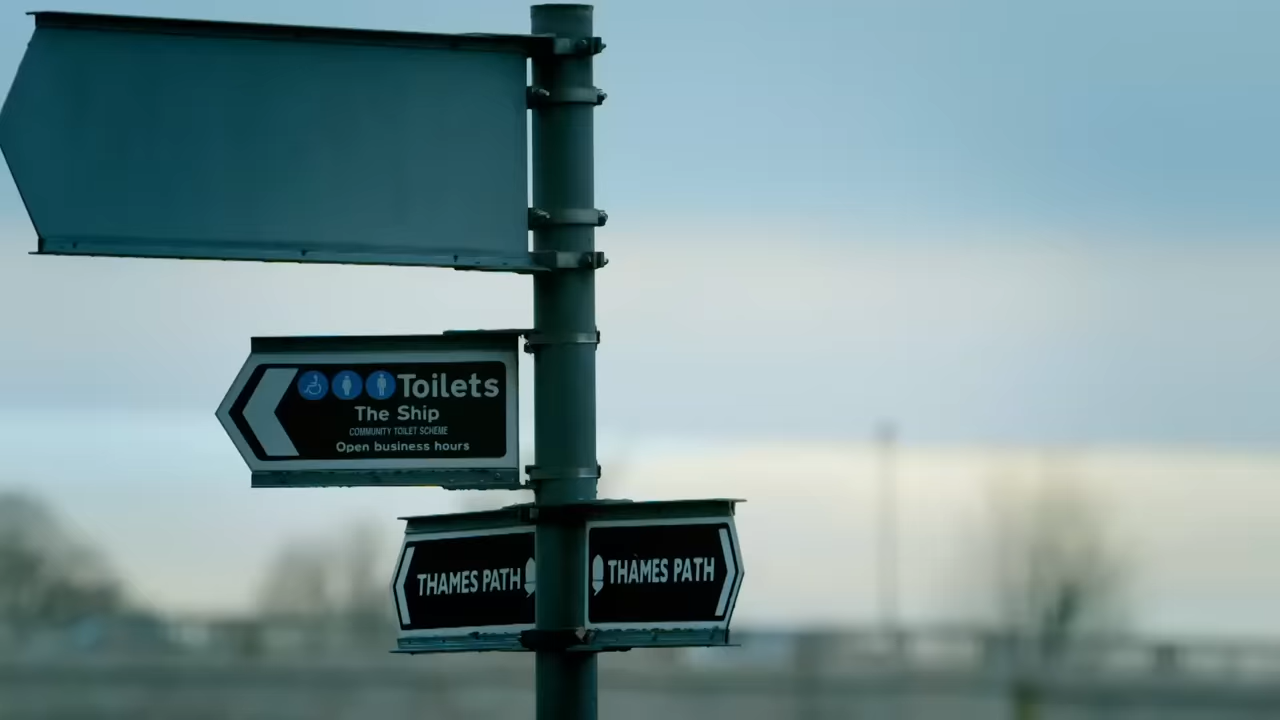 Toilets
The Ship
COMMUNITY TOILET SCHEME
Open business hours
THAMES PATH
THAMES PATH